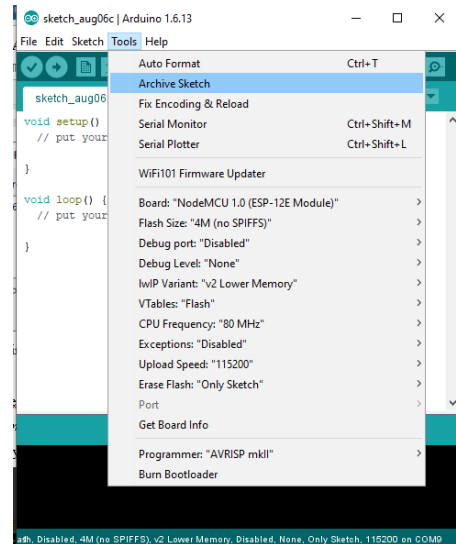 sketch_aug06c | Arduino 1.6.13
File Edit Sketch Tools Help
sketch_aug06
void setup()
// put your
}
void loop() {
// put your
}
Auto Format Ctrl+T
Archive Sketch
Fix Encoding & Reload
Serial Monitor Ctrl+Shift+M
Serial Plotter Ctrl+Shift+L
WiFi101 Firmware Updater
Board: "NodeMCU 1.0 (ESP-12E Module)"
Flash Size: "4M (no SPIFFS)"
Debug port: "Disabled"
Debug Level: "None"
IwIP Variant: "v2 Lower Memory"
VTables: "Flash"
CPU Frequency: "80 MHz"
Exceptions: "Disabled"
Upload Speed: "115200"
Erase Flash: "Only Sketch"
Port
Get Board Info
Programmer: "AVRISP mkII"
Burn Bootloader
Disabled, 4M (no SPIFFS), v2 Lower Memory, Disabled, None, Only Sketch, 115200 on COM9